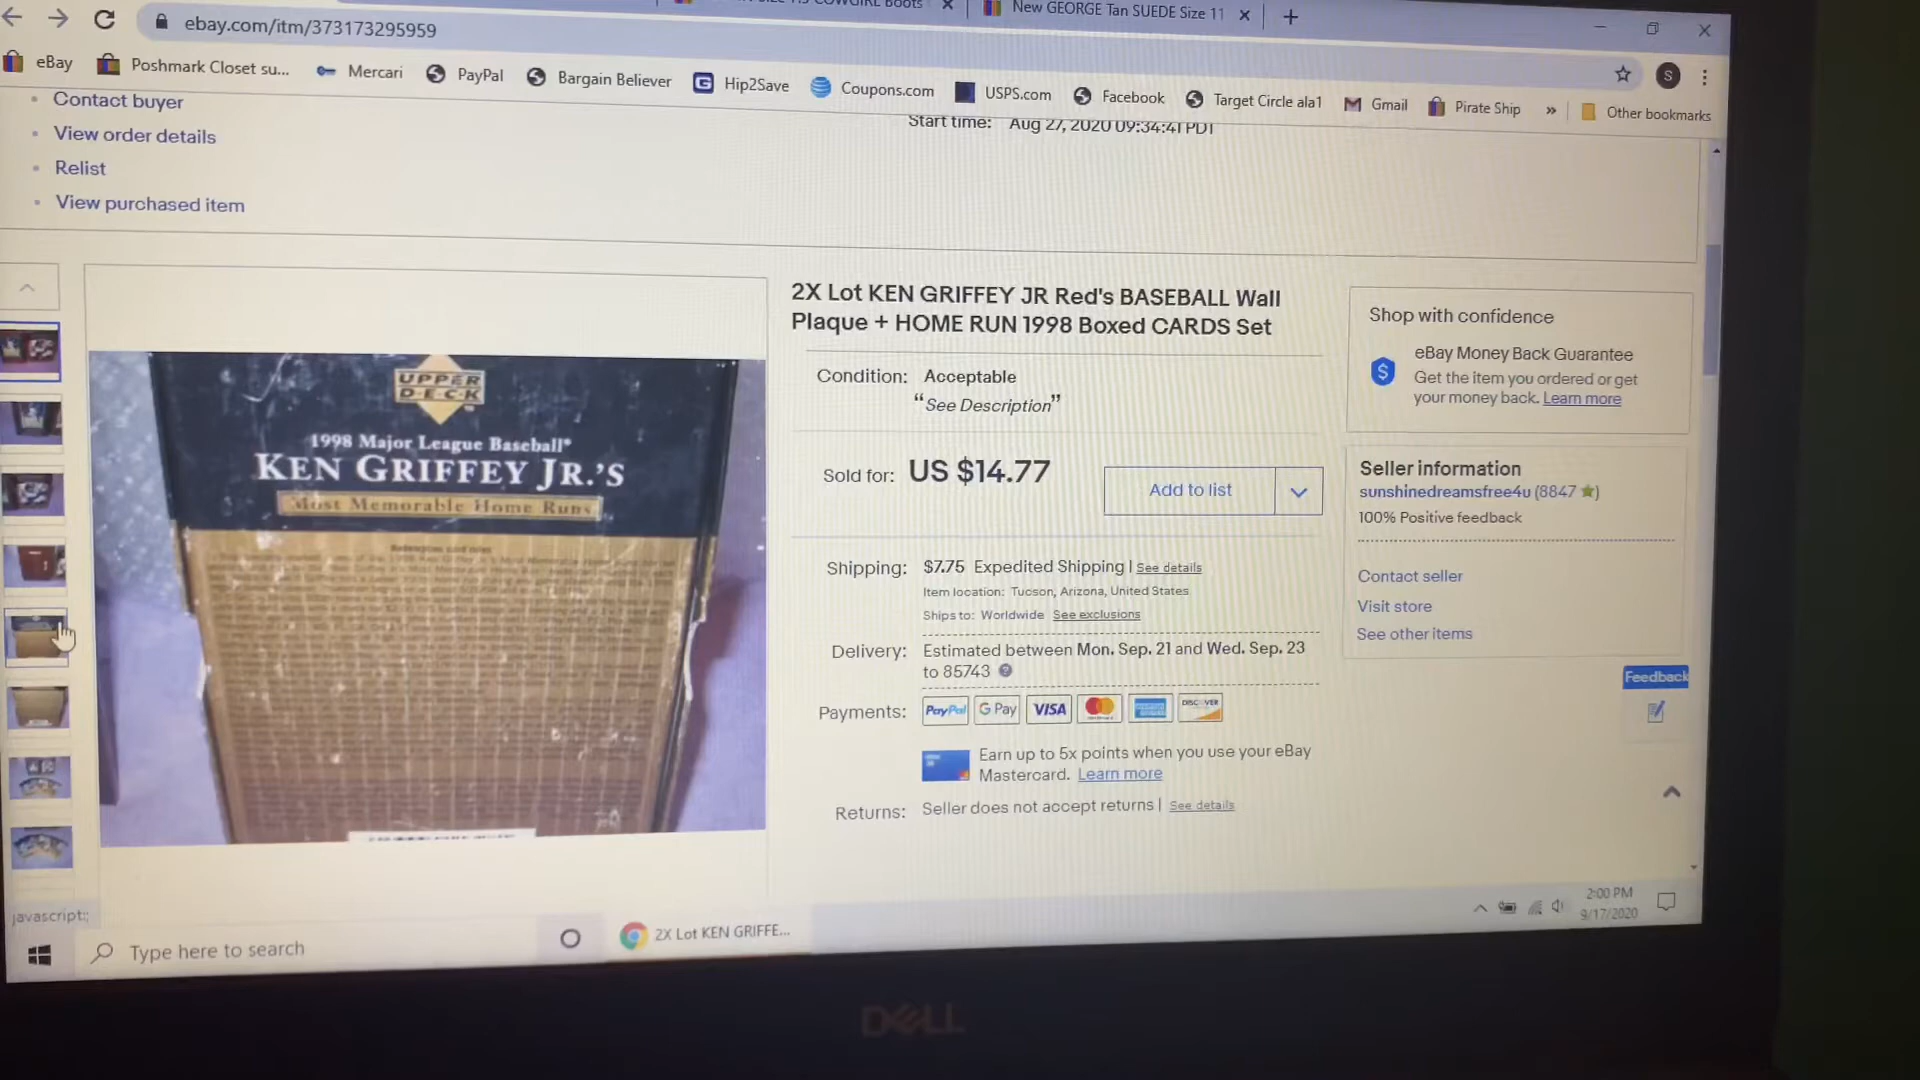 COWGIRL Boots
New GEORGE Tan SUEDE Size 11
ebay.com/itm/373173295959
S
eBay
Poshmark Closet su...
Mercari
PayPal
Bargain Believer
Hip2Save
Coupons.com
USPS.com
Facebook
Target Circle ala1
Gmail
Pirate Ship
»
Other bookmarks
Contact buyer
View order details
Relist
View purchased item
Start time: Aug 27, 2020 09:34:41 PDT
UPPER
DECK
1998 Major League Baseball®
KEN GRIFFEY JR.'S
Most Memorable Home Runs
2X Lot KEN GRIFFEY JR Red's BASEBALL Wall
Plaque + HOME RUN 1998 Boxed CARDS Set
Condition: Acceptable
“See Description”
Sold for: US $14.77
Add to list
Shipping: $7.75 Expedited Shipping | See details
Item location: Tucson, Arizona, United States
Ships to: Worldwide See exclusions
Delivery: Estimated between Mon. Sep. 21 and Wed. Sep. 23
to 85743
Payments: PayPal G Pay VISA DISCOVER
Earn up to 5x points when you use your eBay
Mastercard. Learn more
Returns: Seller does not accept returns | See details
Shop with confidence
eBay Money Back Guarantee
Get the item you ordered or get
your money back. Learn more
Seller information
sunshinedreamsfree4u (8847)
100% Positive feedback
Contact seller
Visit store
See other items
Feedback
javascript:;
Type here to search
2X Lot KEN GRIFFE...
2:00 PM
9/17/2020
DELL